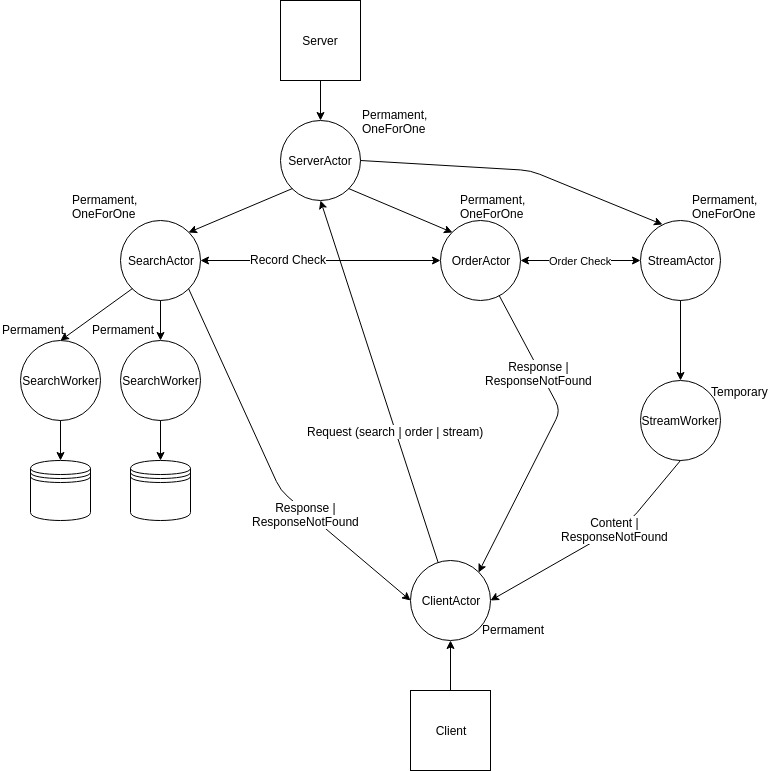 Server
Permament,
OneForOne
ServerActor
Permament,
OneForOne
Permament,
OneForOne
Permament,
OneForOne
SearchActor
Record Check
OrderActor
Order Check
StreamActor
Permament
Permament
SearchWorker
SearchWorker
Response |
ResponseNotFound
Temporary
StreamWorker
Request (search | order | stream)
Response |
ResponseNotFound
Content |
ResponseNotFound
ClientActor
Permament
Client